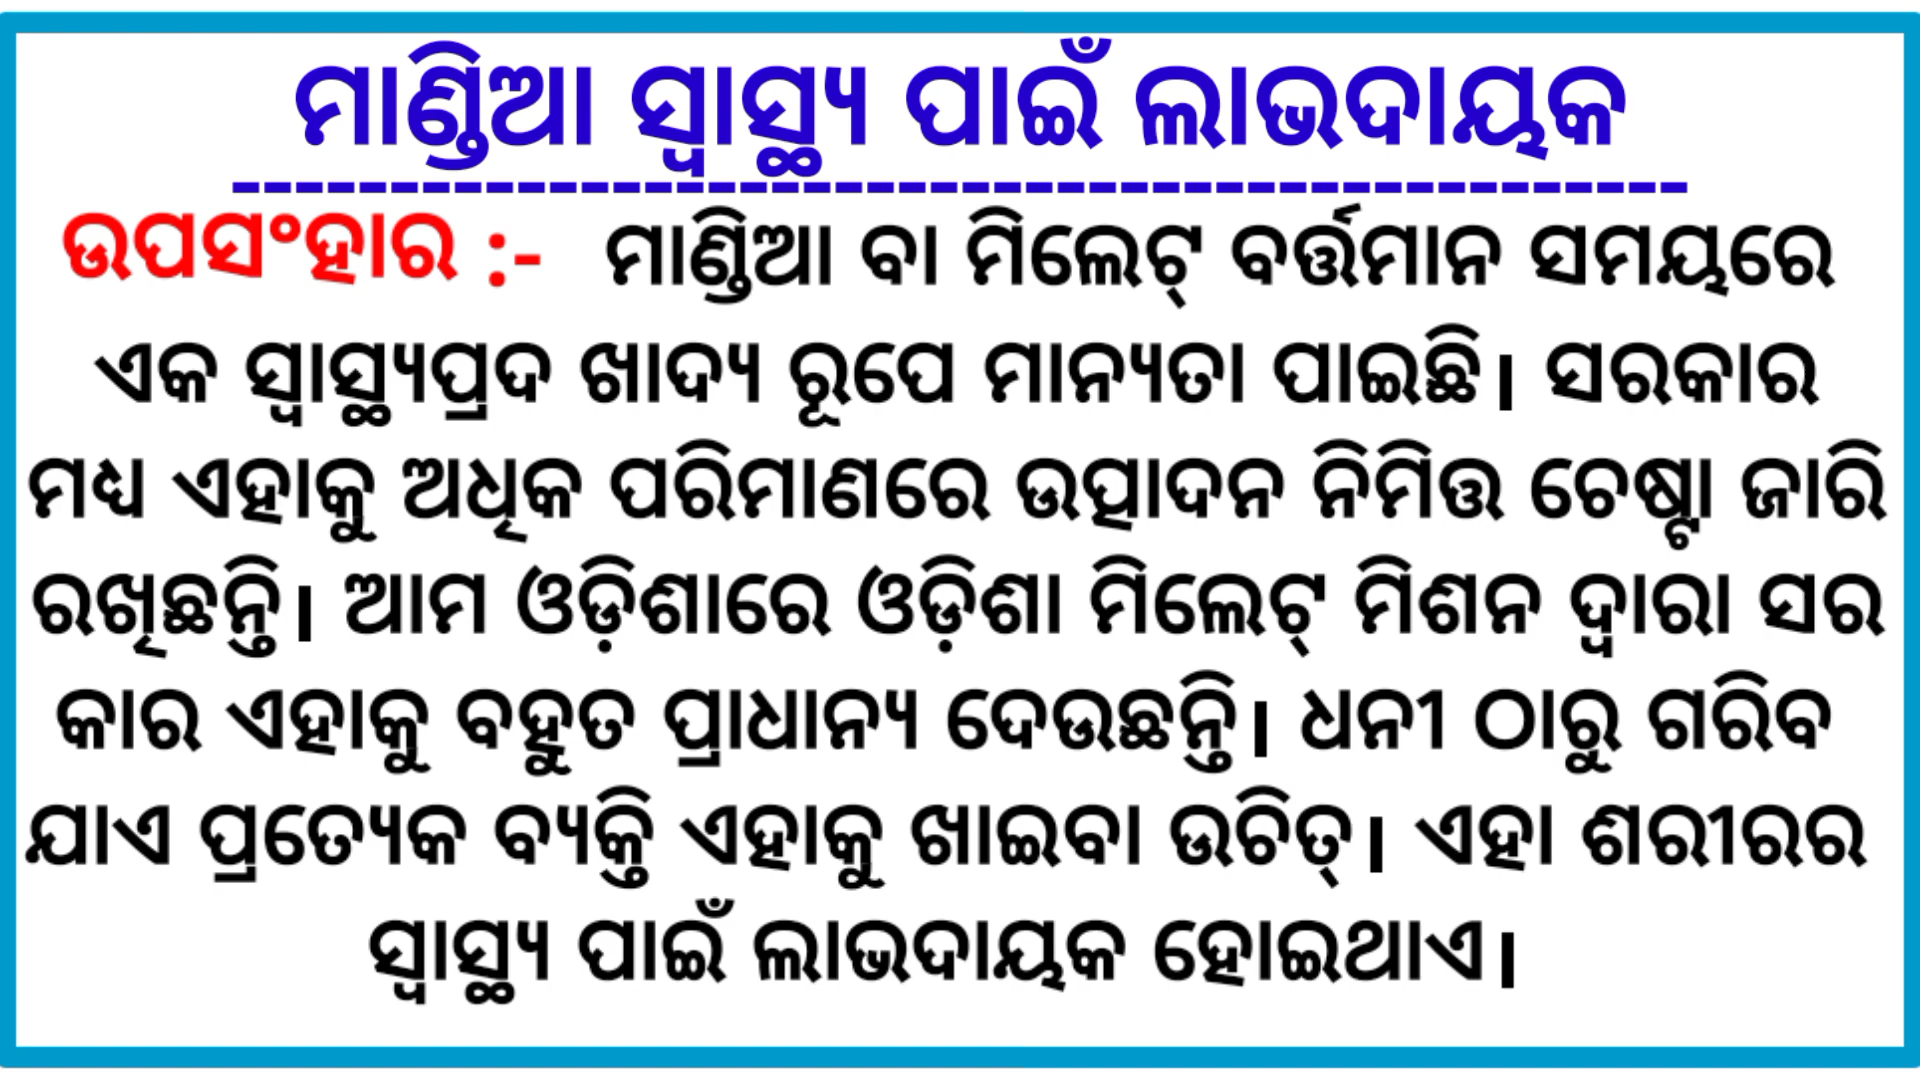 ମାଣ୍ଡିଆ ସ୍ୱାସ୍ଥ୍ୟ ପାଇଁ ଲାଭଦାୟକ
----------------------------------------------
ଉପସଂହାର :- ମାଣ୍ଡିଆ ବା ମିଲେଟ୍ ବର୍ତ୍ତମାନ ସମୟରେ
ଏକ ସ୍ୱାସ୍ଥ୍ୟପ୍ରଦ ଖାଦ୍ୟ ରୂପେ ମାନ୍ୟତା ପାଇଛି। ସରକାର
ମଧ୍ୟ ଏହାକୁ ଅଧିକ ପରିମାଣରେ ଉତ୍ପାଦନ ନିମିତ୍ତ ଚେଷ୍ଟା ଜାରି
ରଖିଛନ୍ତି। ଆମ ଓଡ଼ିଶାରେ ଓଡ଼ିଶା ମିଲେଟ୍ ମିଶନ ଦ୍ୱାରା ସର
କାର ଏହାକୁ ବହୁତ ପ୍ରାଧାନ୍ୟ ଦେଉଛନ୍ତି। ଧନୀ ଠାରୁ ଗରିବ
ଯାଏ ପ୍ରତ୍ୟେକ ବ୍ୟକ୍ତି ଏହାକୁ ଖାଇବା ଉଚିତ୍। ଏହା ଶରୀରର
ସ୍ୱାସ୍ଥ୍ୟ ପାଇଁ ଲାଭଦାୟକ ହୋଇଥାଏ।